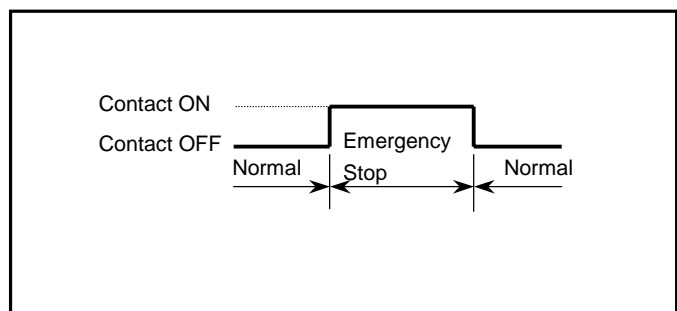 Contact ON
Contact OFF
Emergency
Stop
Normal
Normal